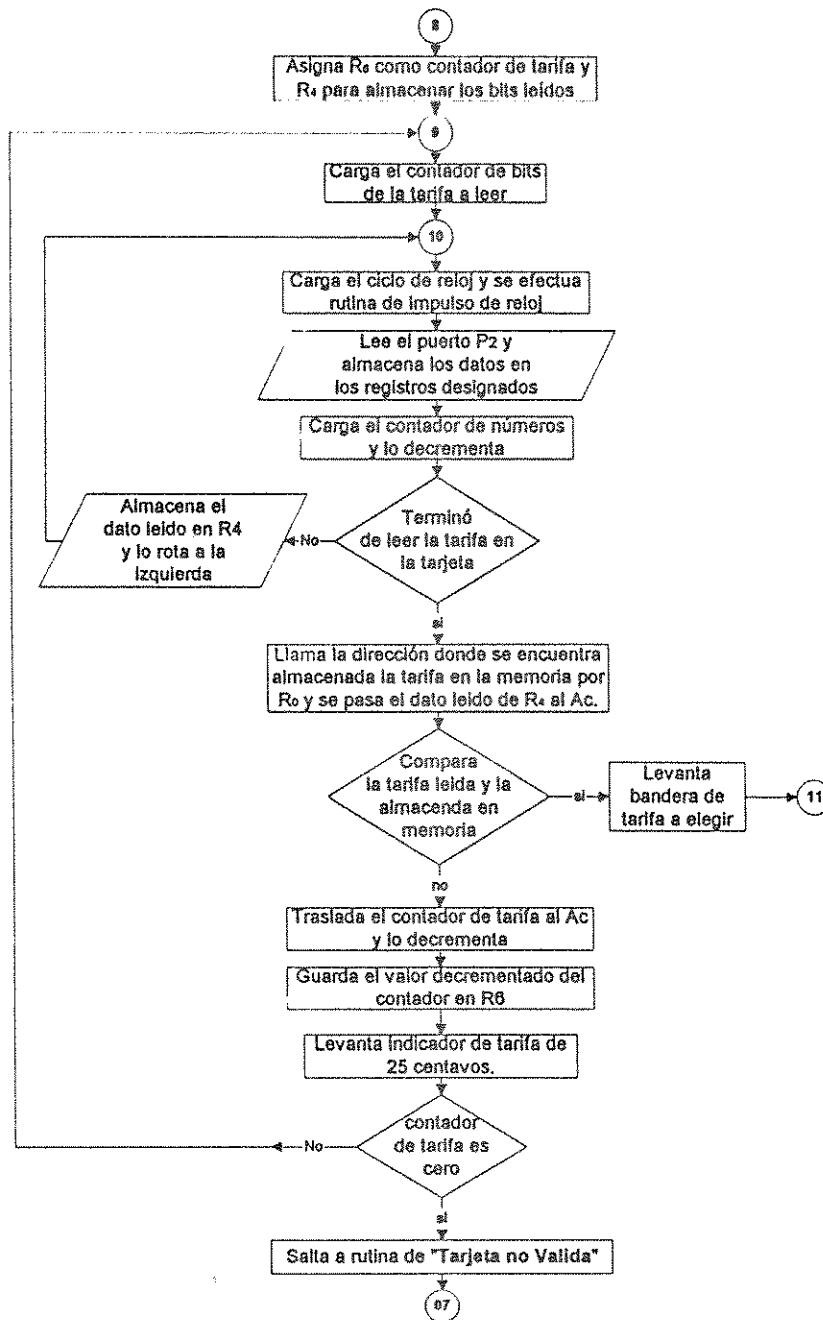 8
Asigna R6 como contador de tarifa y
R4 para almacenar los bits leídos
9
Carga el contador de bits
de la tarifa a leer
10
Carga el ciclo de reloj y se efectua
rutina de impulso de reloj
Lee el puerto P2 y
almacena los datos en
los registros designados
Carga el contador de números
y lo decrementa
Almacena el
dato leido en R4
y lo rota a la
Izquierda
No
Terminó
de leer la tarifa en
la tarjeta
si
Llama la dirección donde se encuentra
almacenada la tarifa en la memoria por
R0 y se pasa el dato leido de R4 al Ac.
Compara
la tarifa leida y la
almacenda en
memoria
si
Levanta
bandera de
tarifa a elegir
11
no
Traslada el contador de tarifa al Ac
y lo decrementa
Guarda el valor decrementado del
contador en R6
Levanta indicador de tarifa de
25 centavos.
contador
de tarifa es
cero
No
si
Salta a rutina de "Tarjeta no Valida"
07